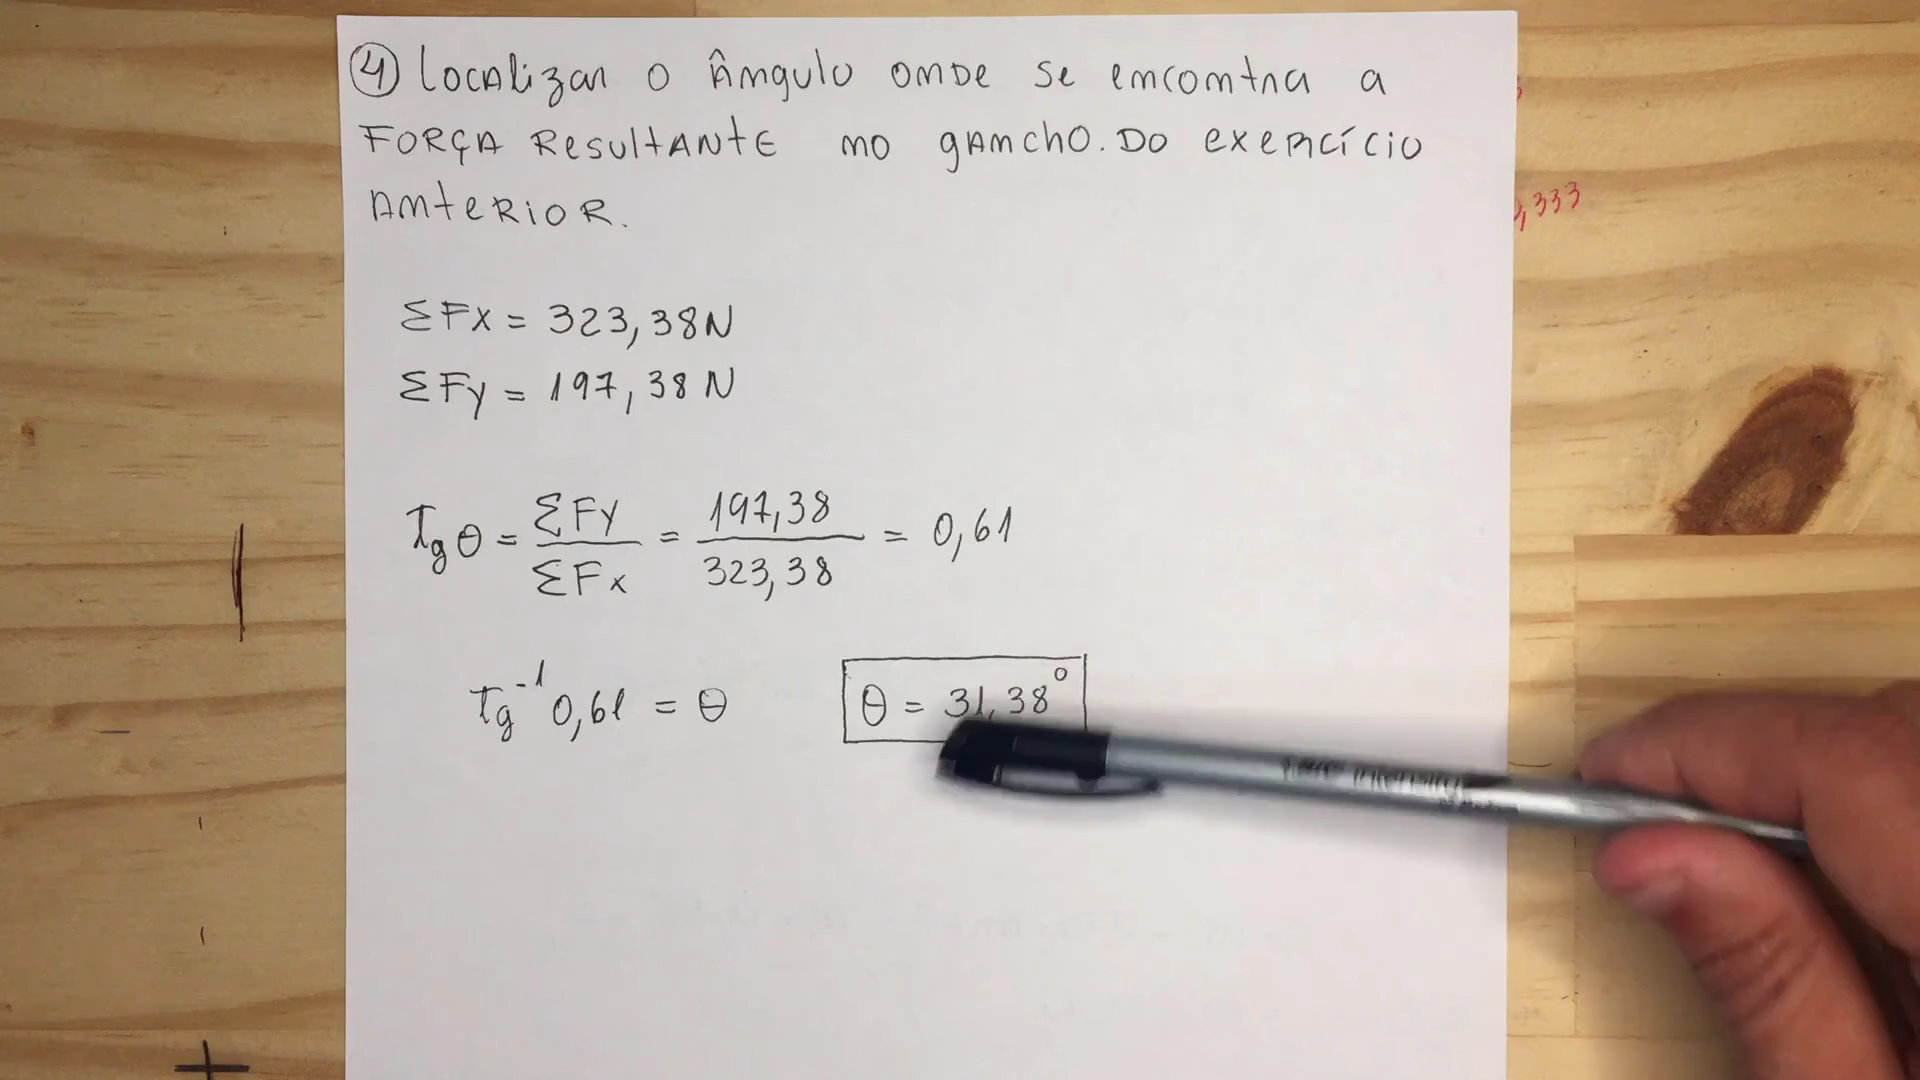 4 Localizar o ângulo onde se encontra a
FORÇA Resultante no gancho. Do exercício
Anterior.
,333
ΣFx = 323,38N
ΣFy = 197,38 N
Tg θ = ΣFy / ΣFx = 197,38 / 323,38 = 0,61
Tg⁻¹ 0,61 = θ
θ = 31,38°